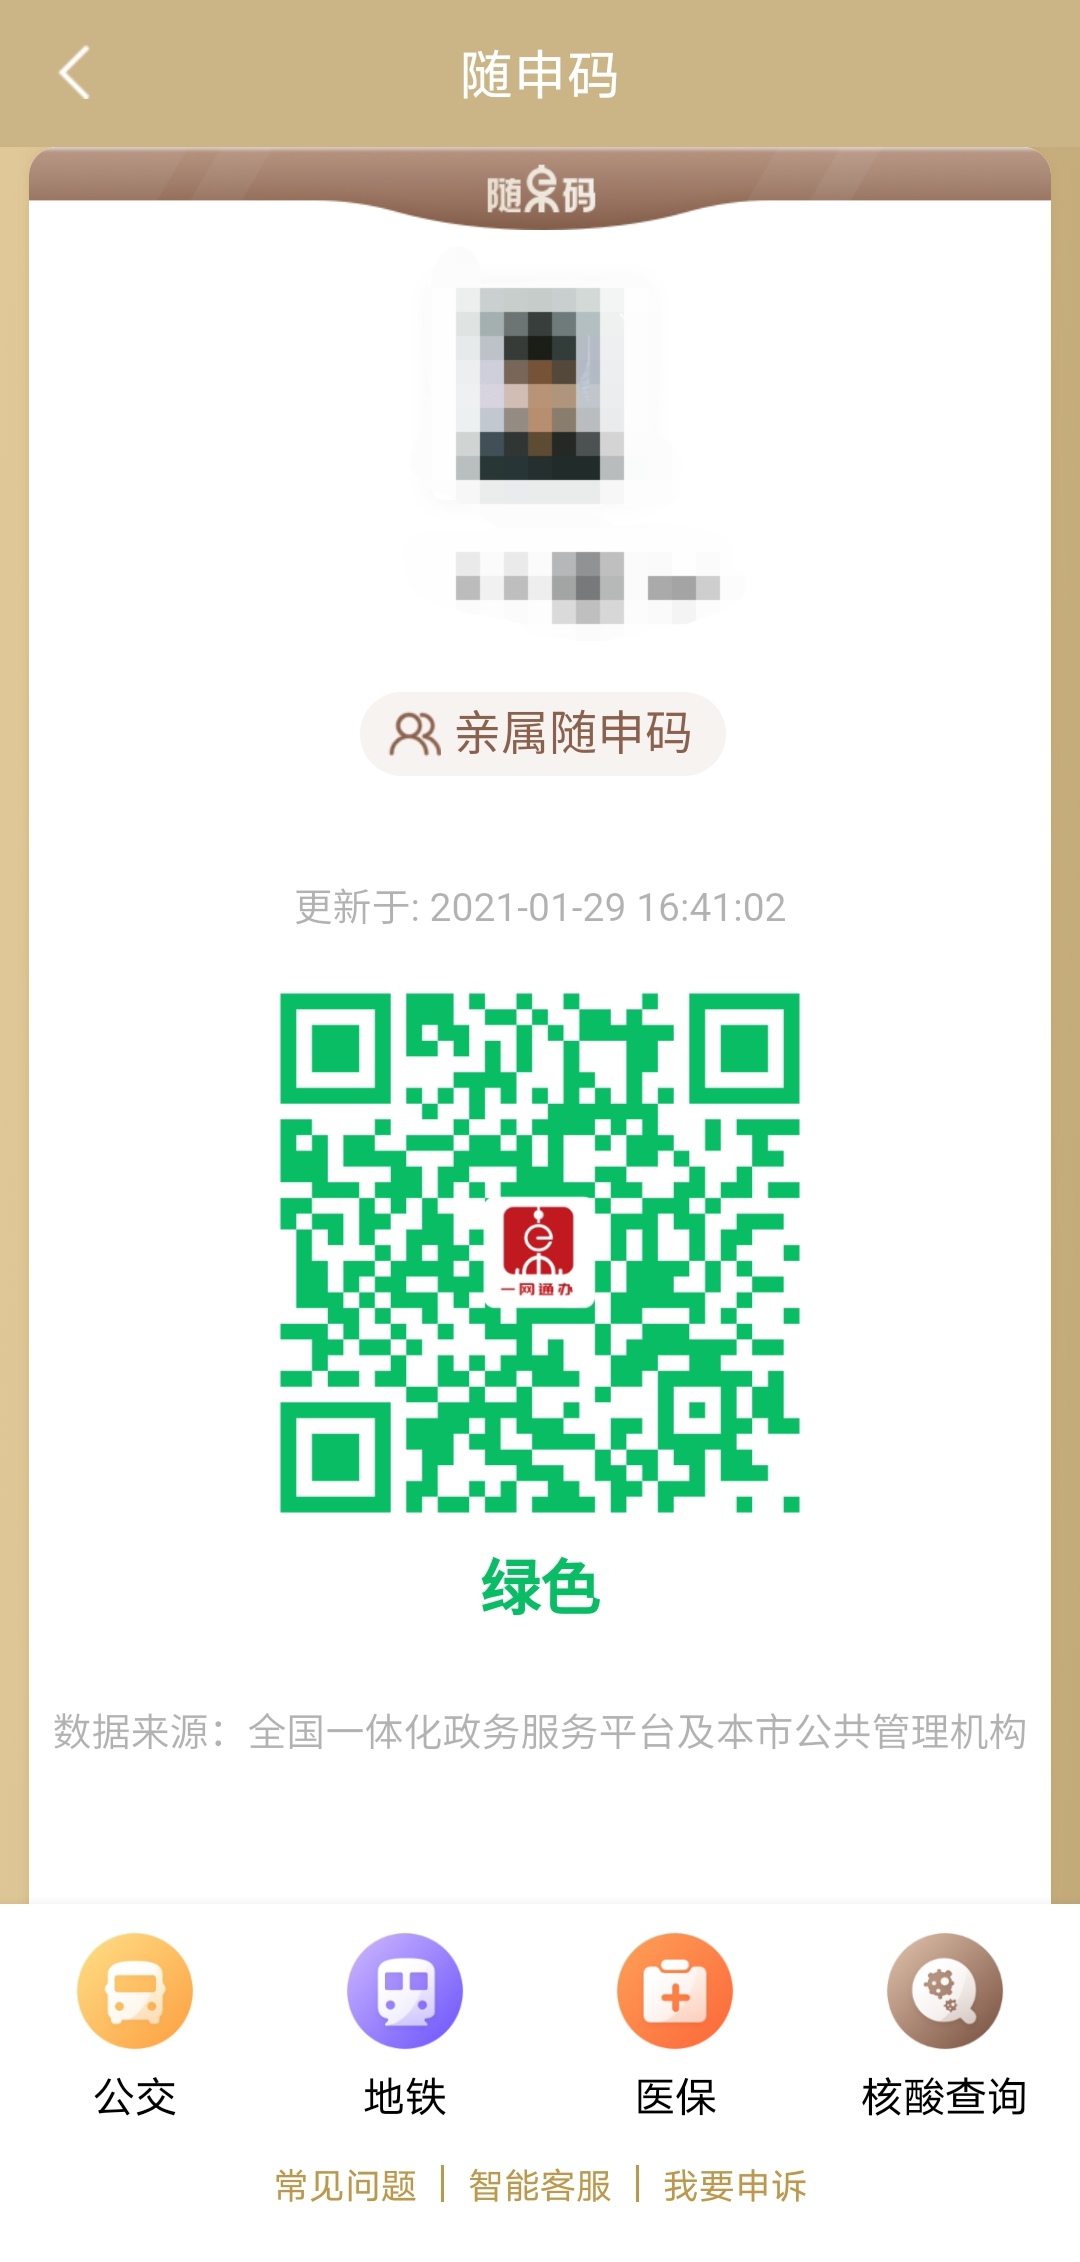 随申码
随申码
亲属随申码
更新于: 2021-01-29 16:41:02
一网通办
绿色
数据来源：全国一体化政务服务平台及本市公共管理机构
公交
地铁
医保
核酸查询
常见问题 | 智能客服 | 我要申诉